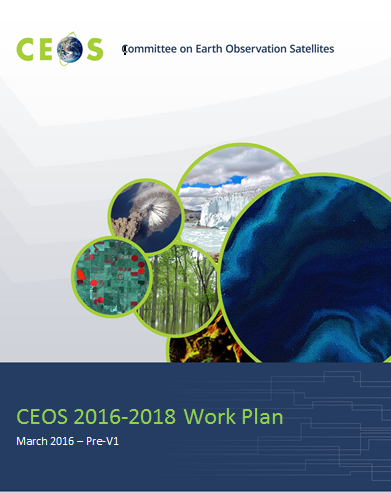 CEOS Committee on Earth Observation Satellites
CEOS 2016-2018 Work Plan
March 2016 – Pre-V1